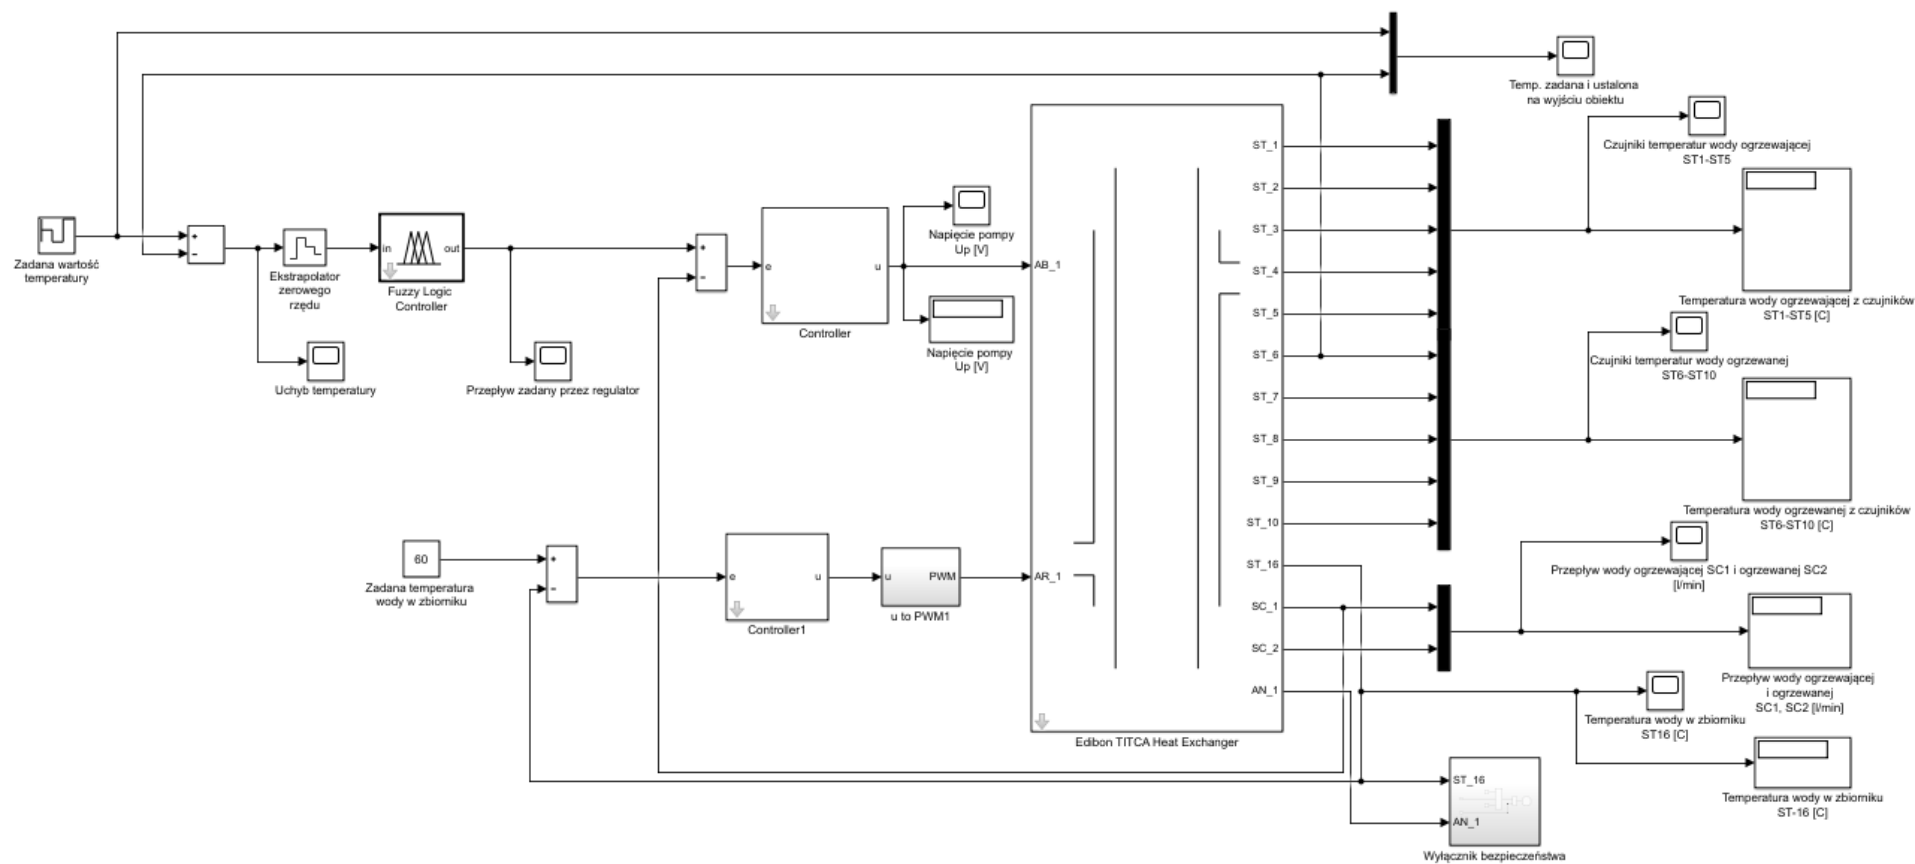 Temp. zadana i ustalona
na wyjściu obiektu
Czujniki temperatur wody ogrzewającej
ST1-ST5
Temperatura wody ogrzewającej z czujników
ST1-ST5 [C]
Zadana wartość
temperatury
+
-
Ekstrapolator
zerowego
rzędu
in
out
Fuzzy Logic
Controller
Uchyb temperatury
Przepływ zadany przez regulator
+
-
e
u
Controller
Napięcie pompy
Up [V]
Napięcie pompy
Up [V]
AB_1
AR_1
ST_1
ST_2
ST_3
ST_4
ST_5
ST_6
ST_7
ST_8
ST_9
ST_10
ST_16
SC_1
SC_2
AN_1
Edibon TITCA Heat Exchanger
Czujniki temperatur wody ogrzewanej
ST6-ST10
Temperatura wody ogrzewanej z czujników
ST6-ST10 [C]
60
Zadana temperatura
wody w zbiorniku
+
-
e
u
Controller1
u
PWM
u to PWM1
Przepływ wody ogrzewającej SC1 i ogrzewanej SC2
[l/min]
Przepływ wody ogrzewającej
i ogrzewanej
SC1, SC2 [l/min]
Temperatura wody w zbiorniku
ST16 [C]
Temperatura wody w zbiorniku
ST-16 [C]
ST_16
AN_1
Wyłącznik bezpieczeństwa